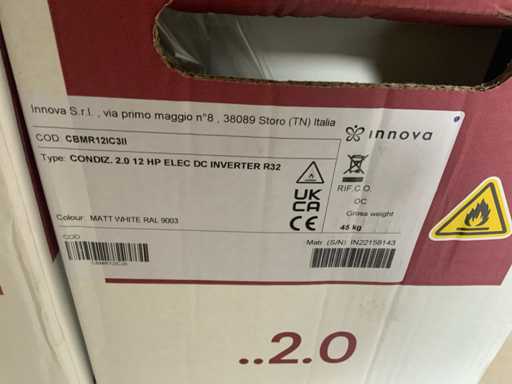 Innova S.r.l. , via primo maggio n°8 , 38089 Storo (TN) Italia
innova
COD. CBMR12IC3II
Type: CONDIZ. 2.0 12 HP ELEC DC INVERTER R32
UK
CA
CE
RIF.C.O.
OC
Gross weight
45 kg
Colour: MATT WHITE RAL 9003
COD
Matr. (S/N) IN22158143
..2.0